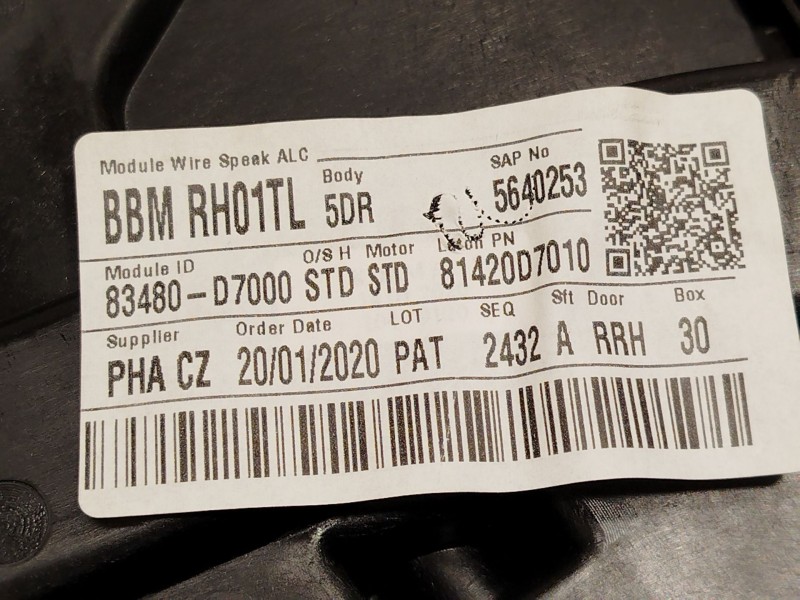 Module Wire Speak ALC Body SAP No
BBM RH01TL 5DR 5640253
Module ID O/S H Motor PN
83480-D7000 STD STD 81420D7010
Supplier Order Date LOT SEQ Sft Door Box
PHA CZ 20/01/2020 PAT 2432 A RRH 30